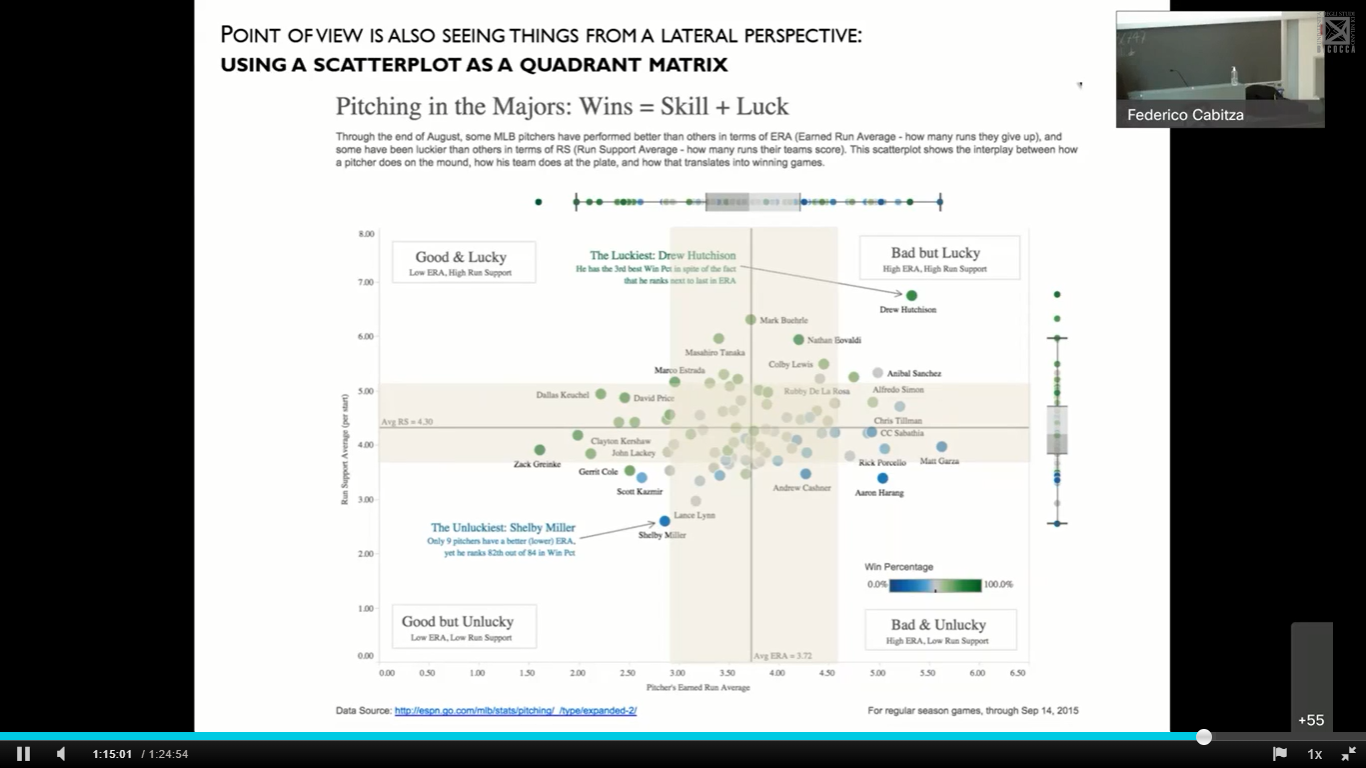 POINT OF VIEW IS ALSO SEEING THINGS FROM A LATERAL PERSPECTIVE:
USING A SCATTERPLOT AS A QUADRANT MATRIX
Federico Cabitza
Pitching in the Majors: Wins = Skill + Luck
Through the end of August, some MLB pitchers have performed better than others in terms of ERA (Earned Run Average - how many runs they give up), and
some have been luckier than others in terms of RS (Run Support Average - how many runs their teams score). This scatterplot shows the interplay between how
a pitcher does on the mound, how his team does at the plate, and how that translates into winning games.
8.00
7.00
6.00
5.00
4.00
3.00
2.00
1.00
0.00
Run Support Average (per start)
Good & Lucky
Low ERA, High Run Support
The Luckiest: Drew Hutchison
He has the 3rd best Win Pct in spite of the fact
that he ranks next to last in ERA
Bad but Lucky
High ERA, High Run Support
Drew Hutchison
Mark Buehrle
Nathan Eovaldi
Masahiro Tanaka
Colby Lewis
Marco Estrada
Anibal Sanchez
Dallas Keuchel
David Price
Rubby De La Rosa
Alfredo Simon
Avg RS = 4.30
Chris Tillman
CC Sabathia
Clayton Kershaw
John Lackey
Zack Greinke
Gerrit Cole
Rick Porcello
Matt Garza
Scott Kazmir
Andrew Cashner
Aaron Harang
Lance Lynn
The Unluckiest: Shelby Miller
Only 9 pitchers have a better (lower) ERA,
yet he ranks 82th out of 84 in Win Pct
Shelby Miller
Win Percentage
0.0%
100.0%
Good but Unlucky
Low ERA, Low Run Support
Bad & Unlucky
High ERA, Low Run Support
Avg ERA = 3.72
0.00 0.50 1.00 1.50 2.00 2.50 3.00 3.50 4.00 4.50 5.00 5.50 6.00 6.50
Pitcher's Earned Run Average
Data Source: http://espn.go.com/mlb/stats/pitching/_/type/expanded-2/
For regular season games, through Sep 14, 2015
+55
1:15:01 / 1:24:54
1x